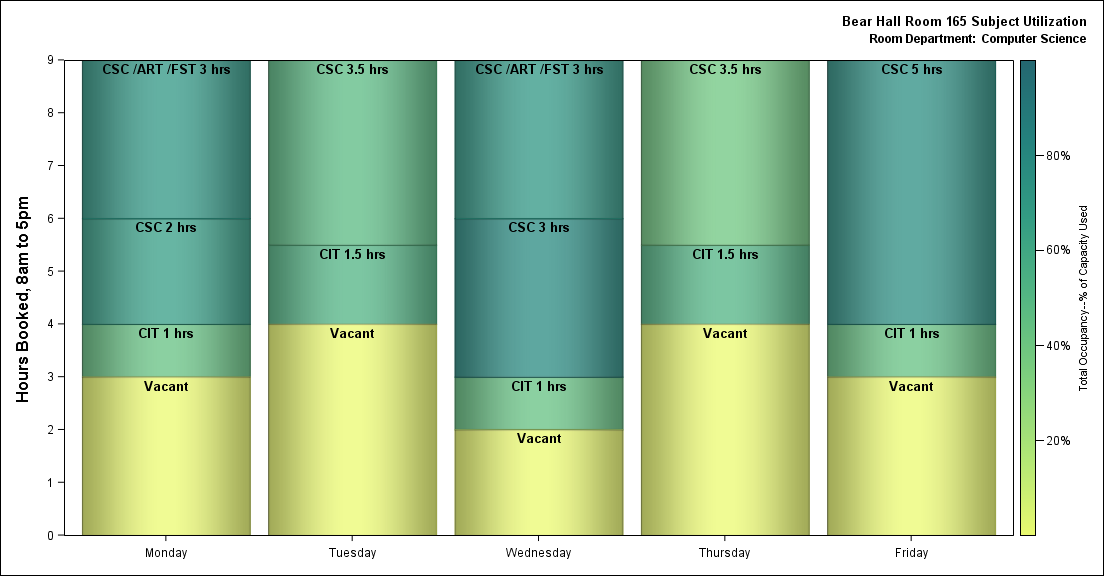 Bear Hall Room 165 Subject Utilization
Room Department: Computer Science
Hours Booked, 8am to 5pm
9
8
7
6
5
4
3
2
1
0
CSC /ART /FST 3 hrs
CSC 2 hrs
CIT 1 hrs
Vacant
CSC 3.5 hrs
CIT 1.5 hrs
Vacant
CSC /ART /FST 3 hrs
CSC 3 hrs
CIT 1 hrs
Vacant
CSC 3.5 hrs
CIT 1.5 hrs
Vacant
CSC 5 hrs
CIT 1 hrs
Vacant
Monday
Tuesday
Wednesday
Thursday
Friday
80%
60%
40%
20%
Total Occupancy--% of Capacity Used